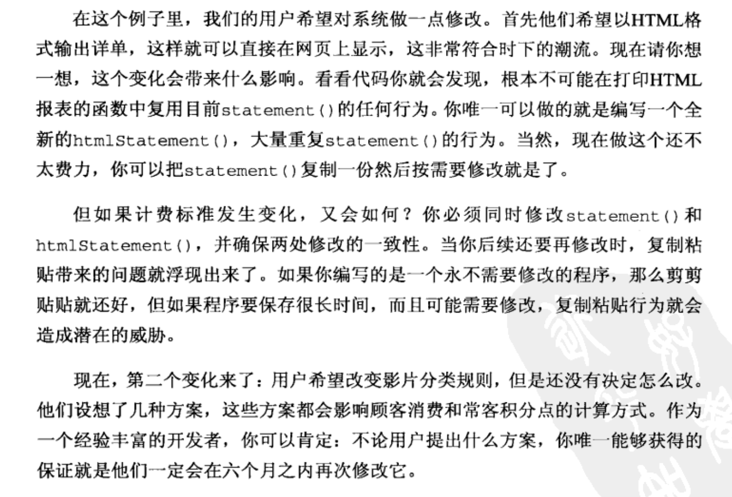 在这个例子里，我们的用户希望对系统做一点修改。首先他们希望以HTML格
式输出详单，这样就可以直接在网页上显示，这非常符合时下的潮流。现在请你想
一想，这个变化会带来什么影响。看看代码你就会发现，根本不可能在打印HTML
报表的函数中复用目前statement()的任何行为。你唯一可以做的就是编写一个全
新的htmlStatement()，大量重复statement()的行为。当然，现在做这个还不
太费力，你可以把statement()复制一份然后按需要修改就是了。
但如果计费标准发生变化，又会如何？你必须同时修改statement()和
htmlStatement()，并确保两处修改的一致性。当你后续还要再修改时，复制粘
贴带来的问题就浮现出来了。如果你编写的是一个永不需要修改的程序，那么剪剪
贴贴就还好，但如果程序要保存很长时间，而且可能需要修改，复制粘贴行为就会
造成潜在的威胁。
现在，第二个变化来了：用户希望改变影片分类规则，但是还没有决定怎么改。
他们设想了几种方案，这些方案都会影响顾客消费和常客积分点的计算方式。作为
一个经验丰富的开发者，你可以肯定：不论用户提出什么方案，你唯一能够获得的
保证就是他们一定会在六个月之内再次修改它。